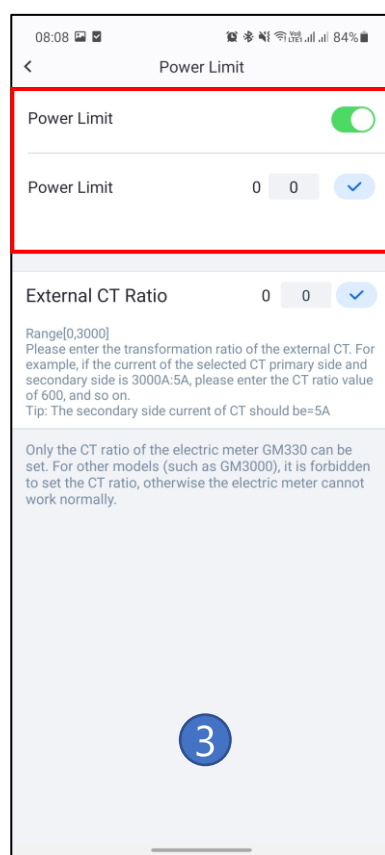 08:08 84%
Power Limit
Power Limit
Power Limit 0 0
External CT Ratio 0 0
Range[0,3000]
Please enter the transformation ratio of the external CT. For
example, if the current of the selected CT primary side and
secondary side is 3000A:5A, please enter the CT ratio value
of 600, and so on.
Tip: The secondary side current of CT should be=5A
Only the CT ratio of the electric meter GM330 can be
set. For other models (such as GM3000), it is forbidden
to set the CT ratio, otherwise the electric meter cannot
work normally.
3